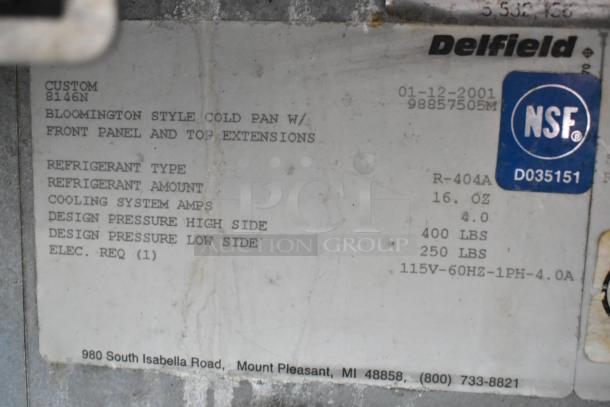 5,532,456
Delfield
CUSTOM 01-12-2001
8146N 98857505M
BLOOMINGTON STYLE COLD PAN W/
FRONT PANEL AND TOP EXTENSIONS
NSF®
D035151
REFRIGERANT TYPE R-404A
REFRIGERANT AMOUNT 16. OZ
COOLING SYSTEM AMPS 4.0
DESIGN PRESSURE HIGH SIDE 400 LBS
DESIGN PRESSURE LOW SIDE 250 LBS
ELEC. REQ (1) 115V-60HZ-1PH-4.0A
PCI
AUCTION GROUP
980 South Isabella Road, Mount Pleasant, MI 48858, (800) 733-8821